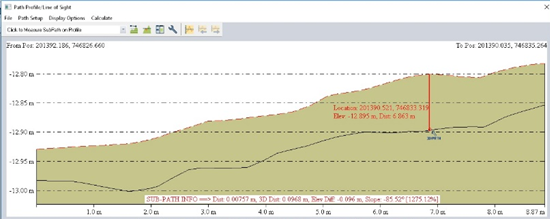 Path Profile/Line of Sight
File Path Setup Display Options Calculate
Click to Measure SubPath on Profile
From Pos: 201392.186, 746826.660 To Pos: 201390.035, 746835.264
-12.80 m
-12.85 m
Location: 201390.521, 746833.319
Elev -12.895 m, Dist: 6.863 m
-12.90 m
-12.95 m
-13.00 m
SUB-PATH INFO ==> Dist: 0.00757 m, 3D Dist: 0.0968 m, Elev Diff: -0.096 m, Slope: -85.52° [1275.12%]
1.0 m 2.0 m 3.0 m 4.0 m 5.0 m 6.0 m 7.0 m 8.0 m 8.87 m